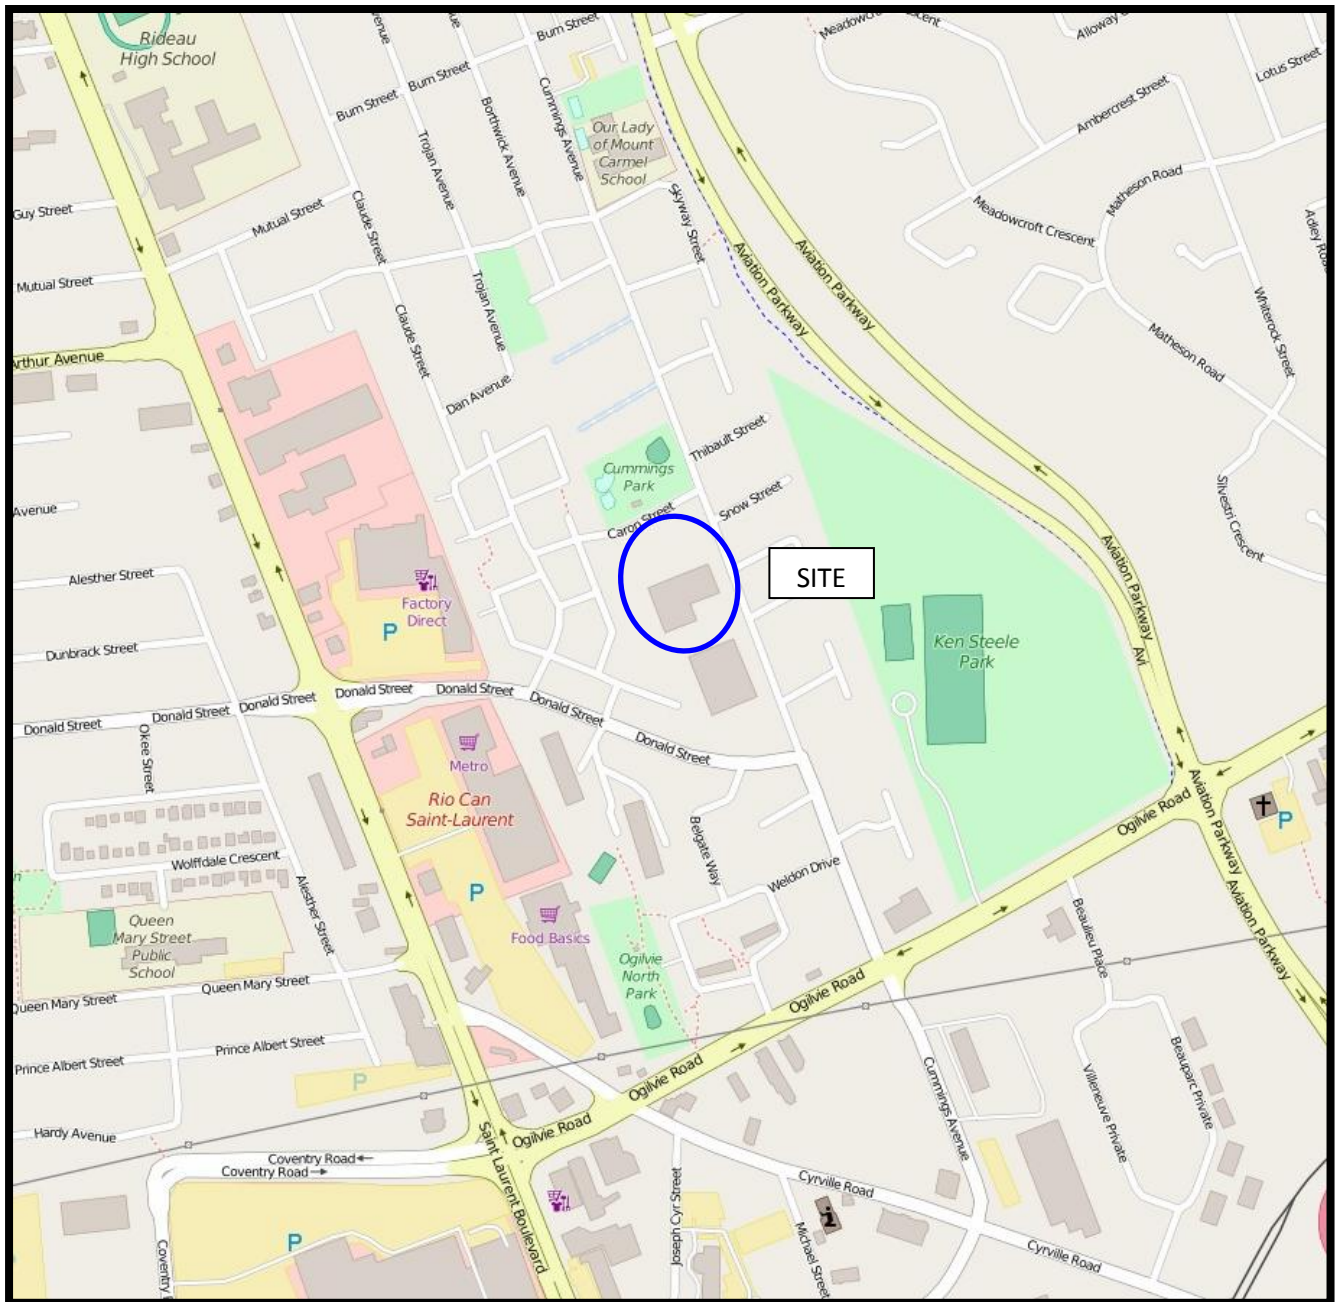 Rideau
High School
Avenue
Burn Street
Meadowcroft Crescent
Alloway
Burn Street
Burn Street
Lotus Street
Cummings Avenue
Borthwick Avenue
Trojan Avenue
Ambercrest Street
Our Lady
of Mount
Carmel
School
Guy Street
Mutual Street
Claude Street
Skyway Street
Matheson Road
Meadowcroft Crescent
Adley Road
Mutual Street
Trojan Avenue
Aviation Parkway
Aviation Parkway
Whiterock Street
Arthur Avenue
Claude Street
Matheson Road
Dan Avenue
Thibault Street
Cummings
Park
Snow Street
Silvestri Crescent
Avenue
Caron Street
SITE
Alesther Street
Factory
Direct
P
Aviation Parkway
Avi
Dunbrack Street
Ken Steele
Park
Donald Street
Donald Street
Donald Street
Donald Street
Donald Street
Donald Street
Donald Street
Okee Street
Metro
Rio Can
Saint-Laurent
Ogilvie Road
Aviation Parkway
P
Belgate Way
Wolffdale Crescent
Weldon Drive
Alesther Street
P
Queen
Mary Street
Public
School
Food Basics
Beaulieu Place
Aviation Parkway
Ogilvie
North
Park
Queen Mary Street
Queen Mary Street
Ogilvie Road
Prince Albert Street
Prince Albert Street
P
Ogilvie Road
Cummings Avenue
Villeneuve Private
Beauparc Private
Hardy Avenue
Ogilvie Road
Coventry Road
Coventry Road
Saint Laurent Boulevard
Joseph Cyr Street
Cyrville Road
Michael Street
Cyrville Road
Coventry
P